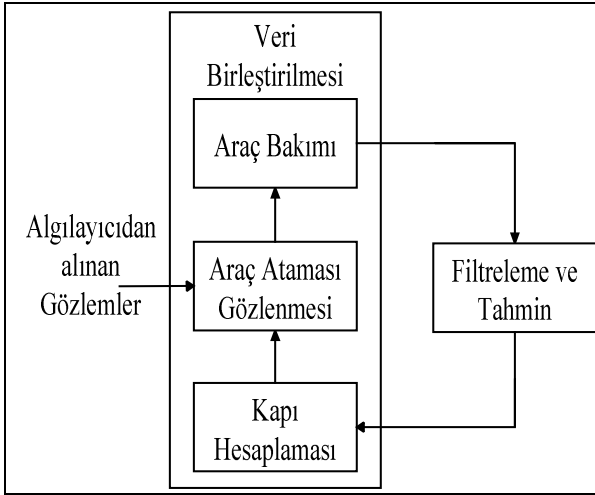 Veri
Birleştirilmesi
Araç Bakımı
Algılayıcıdan
alınan
Gözlemler
Araç Ataması
Gözlenmesi
Filtreleme ve
Tahmin
Kapı
Hesaplaması